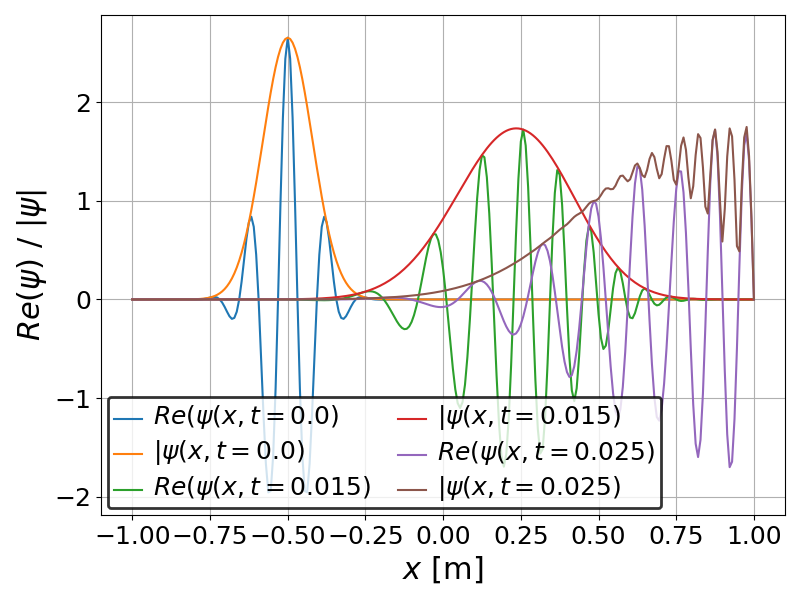 Re(ψ) / |ψ|
2
1
0
−1
−2
Re(ψ(x, t = 0.0)
|ψ(x, t = 0.0)
Re(ψ(x, t = 0.015)
|ψ(x, t = 0.015)
Re(ψ(x, t = 0.025)
|ψ(x, t = 0.025)
−1.00 −0.75 −0.50 −0.25 0.00 0.25 0.50 0.75 1.00
x [m]